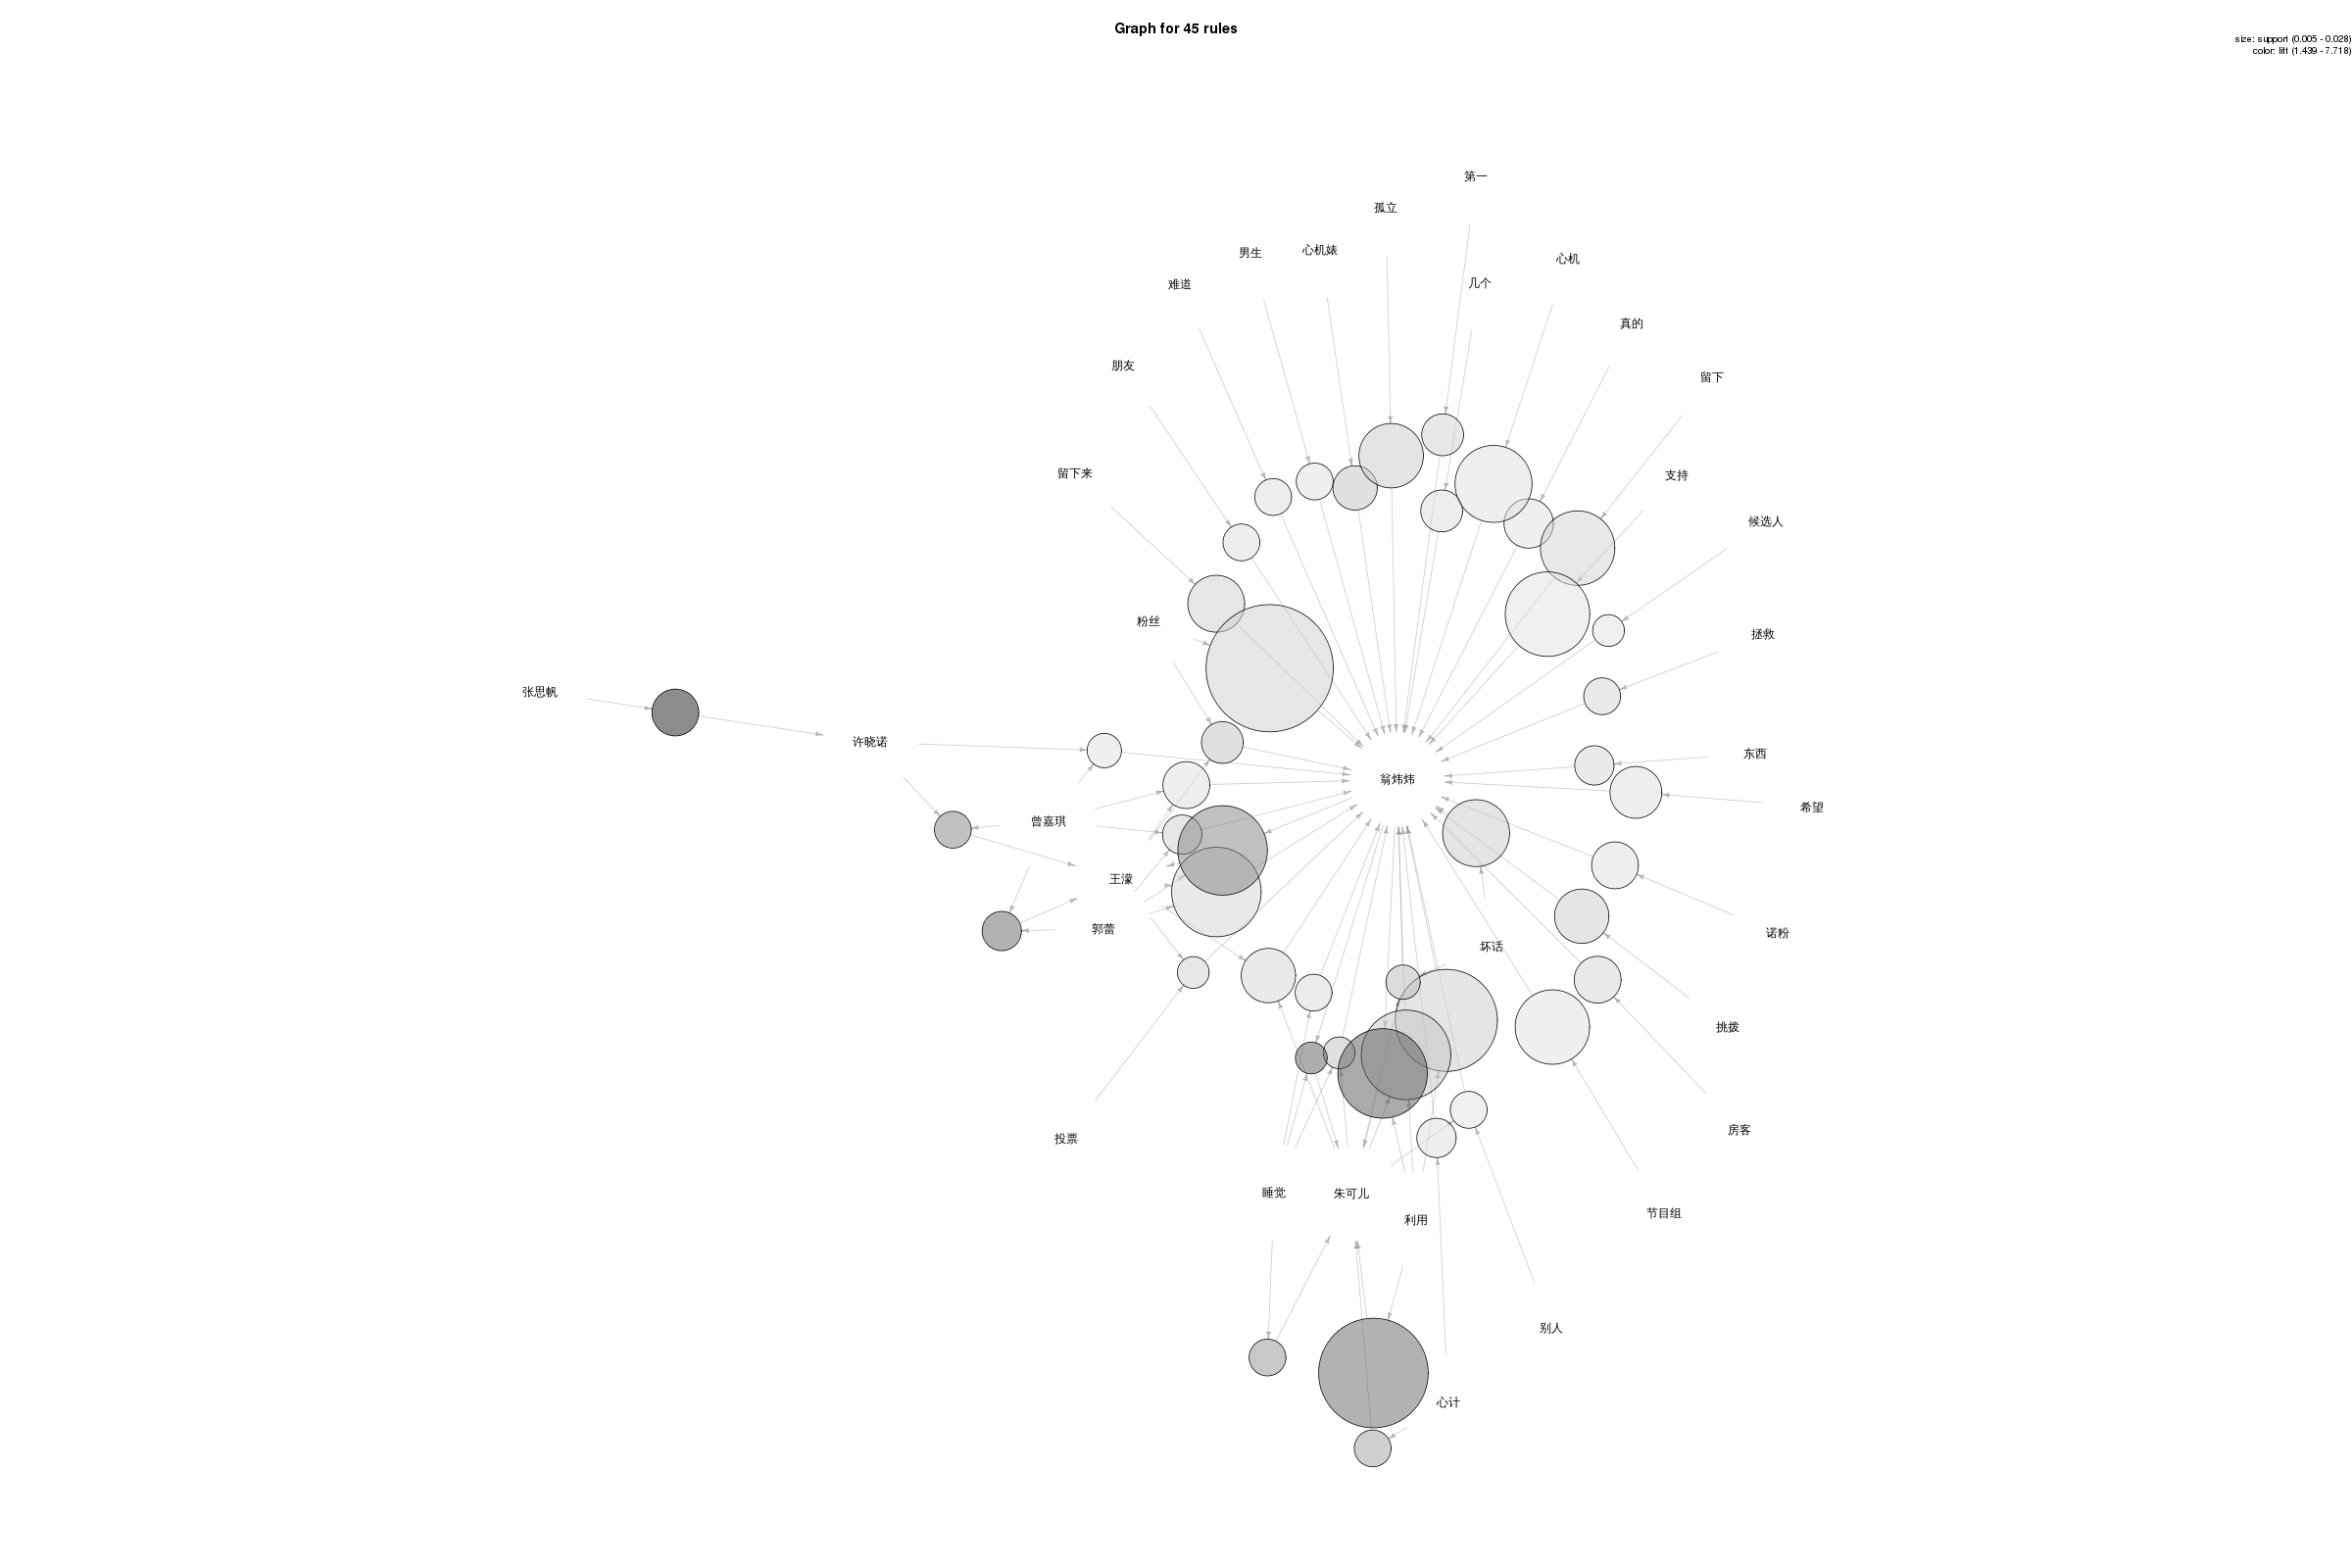 Graph for 45 rules
size: support (0.005 - 0.028)
color: lift (1.439 - 7.718)
第一
孤立
心机婊
男生
心机
几个
难道
真的
朋友
留下
留下来
支持
候选人
粉丝
拯救
张思帆
许晓诺
东西
翁炜炜
希望
曾嘉琪
王濛
郭蕾
诺粉
坏话
挑拨
房客
投票
睡觉
朱可儿
节目组
利用
别人
心计